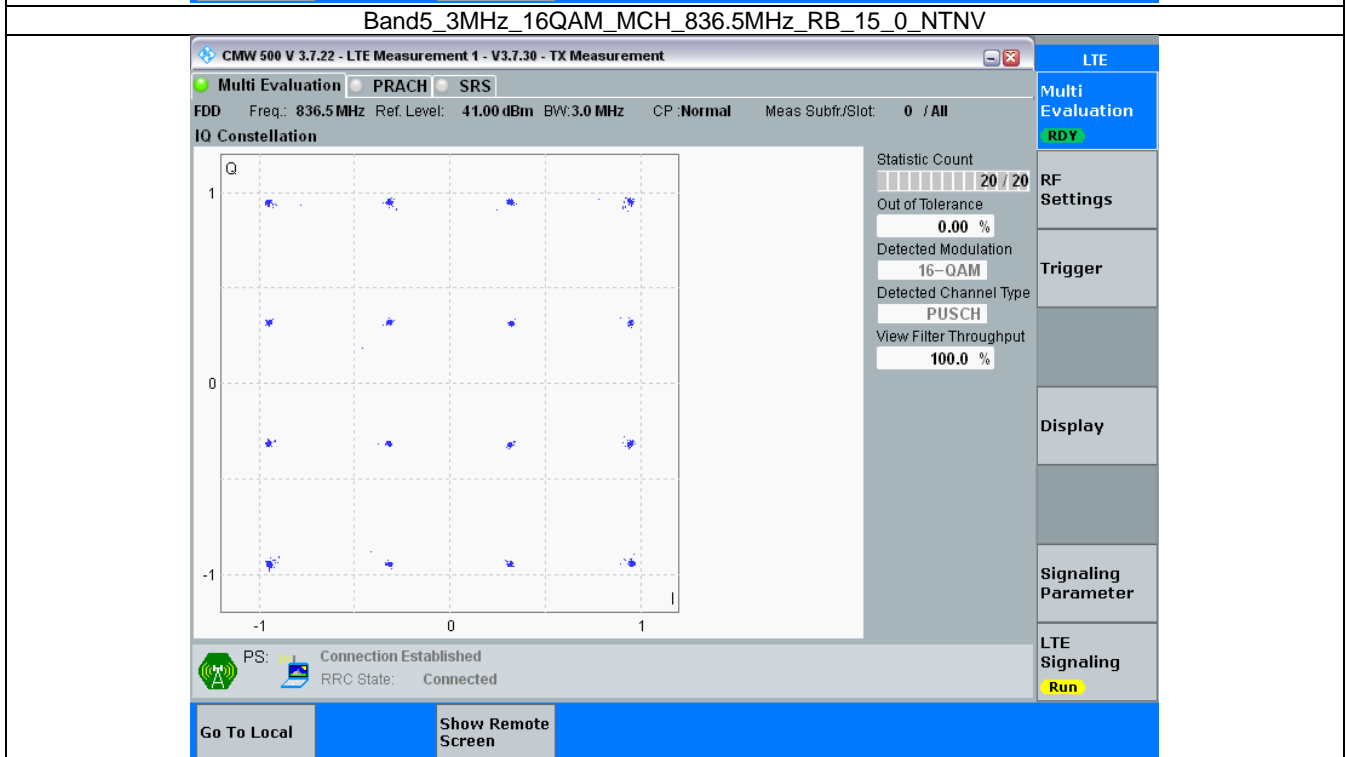 Band5_3MHz_16QAM_MCH_836.5MHz_RB_15_0_NTNV
CMW 500 V 3.7.22 - LTE Measurement 1 - V3.7.30 - TX Measurement
LTE
Multi Evaluation PRACH SRS
Multi
Evaluation
RDY
FDD Freq.: 836.5 MHz Ref. Level: 41.00 dBm BW:3.0 MHz CP :Normal Meas Subfr./Slot: 0 / All
IQ Constellation
Q
1
0
-1
I
-1 0 1
Statistic Count
20 / 20
Out of Tolerance
0.00 %
Detected Modulation
16-QAM
Detected Channel Type
PUSCH
View Filter Throughput
100.0 %
RF
Settings
Trigger
Display
Signaling
Parameter
LTE
Signaling
Run
PS: Connection Established
RRC State: Connected
Go To Local
Show Remote
Screen